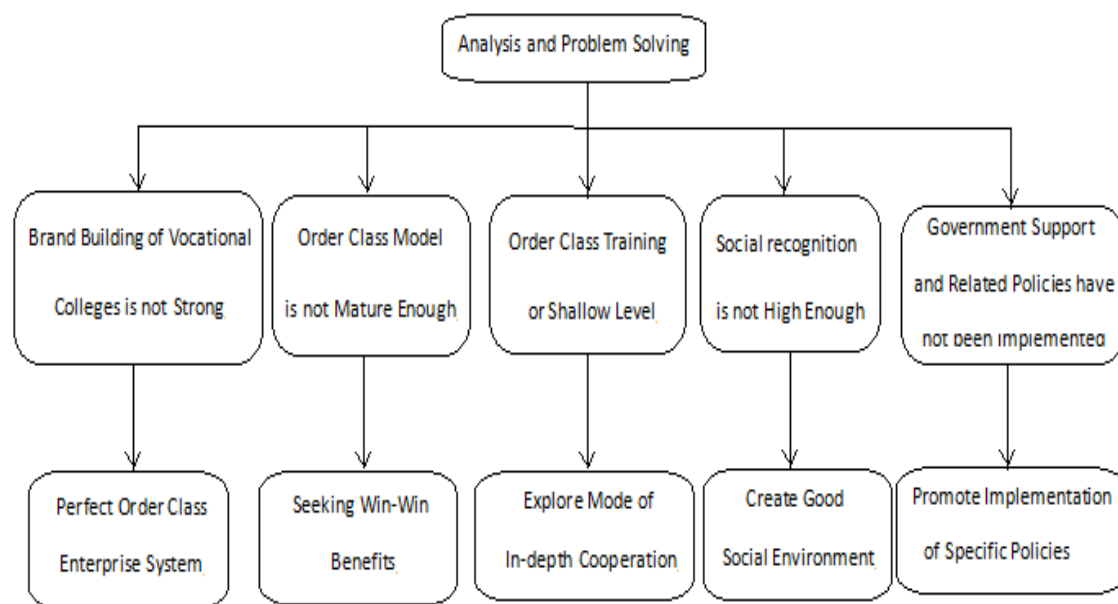 Analysis and Problem Solving
Brand Building of Vocational
Colleges is not Strong
Order Class Model
is not Mature Enough
Order Class Training
or Shallow Level
Social recognition
is not High Enough
Government Support
and Related Policies have
not been Implemented
Perfect Order Class
Enterprise System
Seeking Win-Win
Benefits
Explore Mode of
In-depth Cooperation
Create Good
Social Environment
Promote Implementation
of Specific Policies